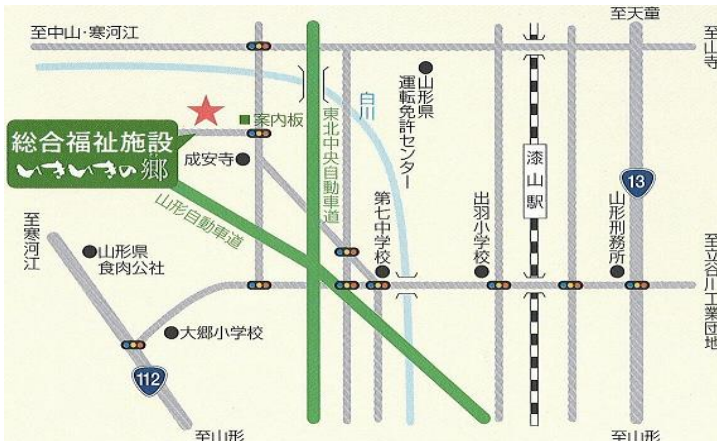 至天童
至中山・寒河江
至山寺
山形県
運転免許センター
白川
案内板
東北中央自動車道
総合福祉施設
いきいきの郷
成安寺
漆山駅
13
山形自動車道
第七中学校
出羽小学校
山形刑務所
至寒河江
山形県
食肉公社
至立谷川工業団地
大郷小学校
112
至山形
至山形